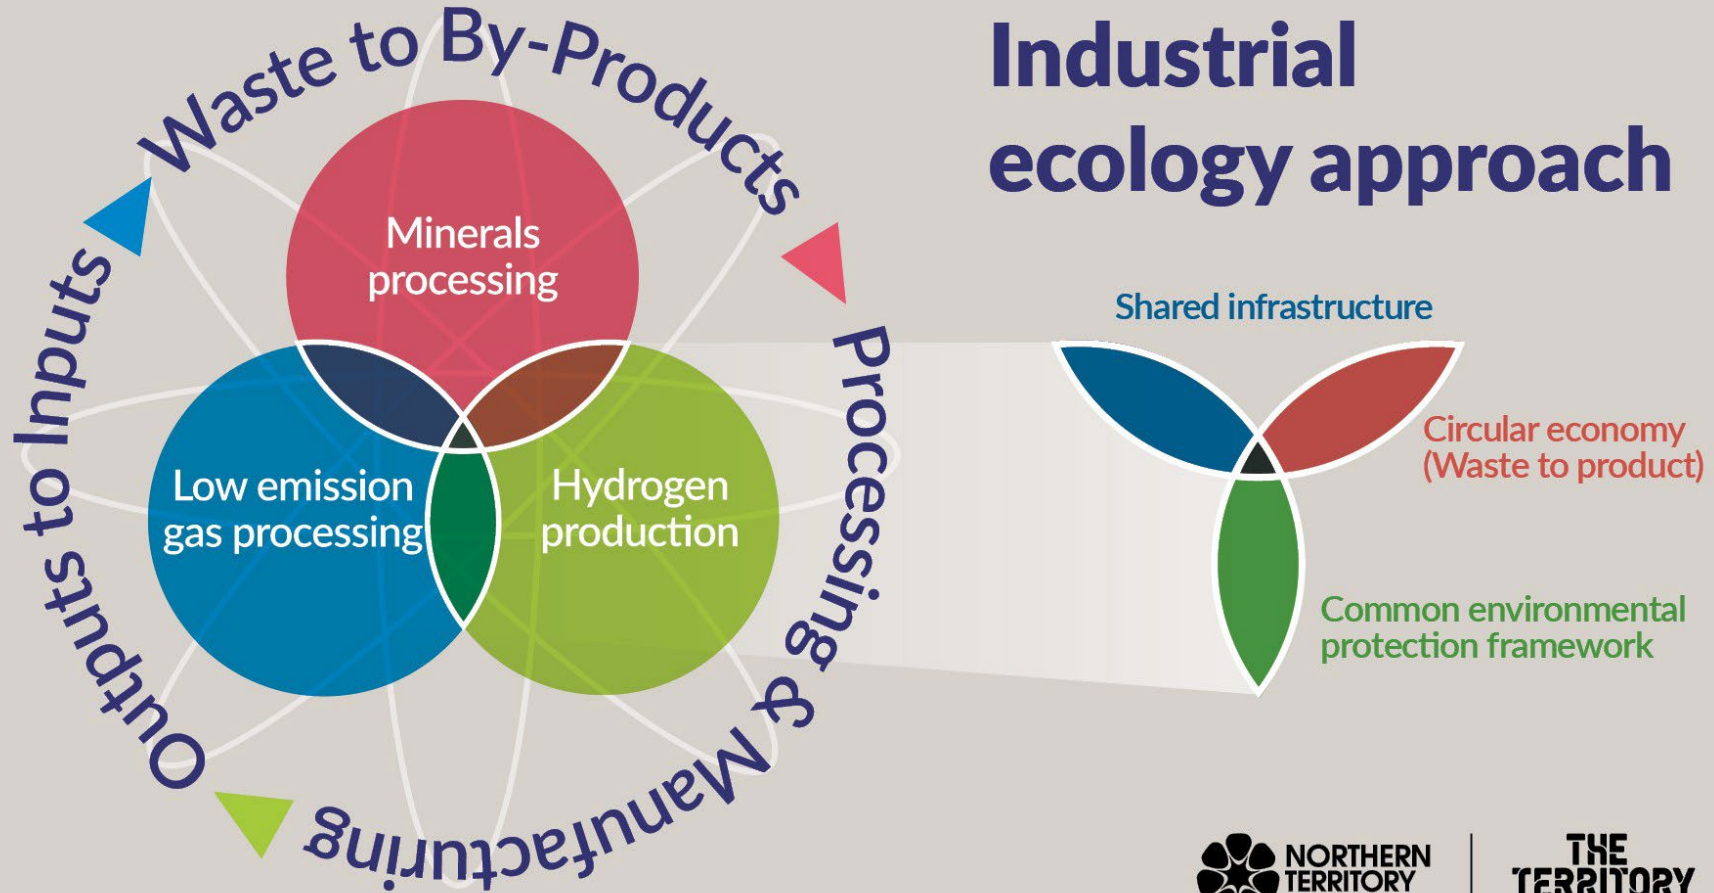 Industrial
ecology approach
Waste to By-Products
Processing & Manufacturing
Outputs to Inputs
Minerals
processing
Low emission
gas processing
Hydrogen
production
Shared infrastructure
Circular economy
(Waste to product)
Common environmental
protection framework
NORTHERN
TERRITORY
THE
TERRITORY